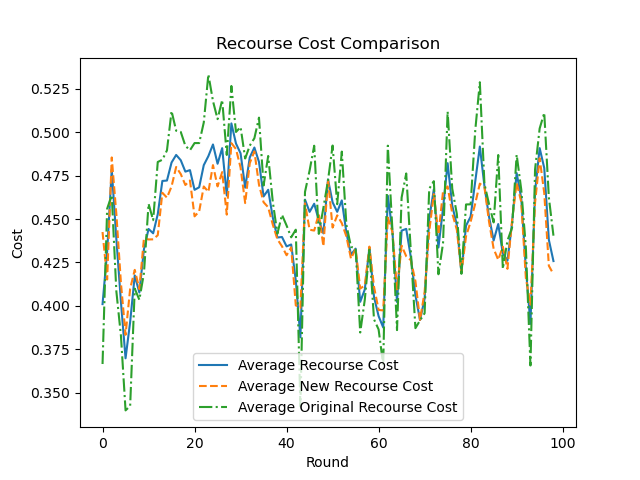 Recourse Cost Comparison
Cost
0.525
0.500
0.475
0.450
0.425
0.400
0.375
0.350
Average Recourse Cost
Average New Recourse Cost
Average Original Recourse Cost
0 20 40 60 80 100
Round